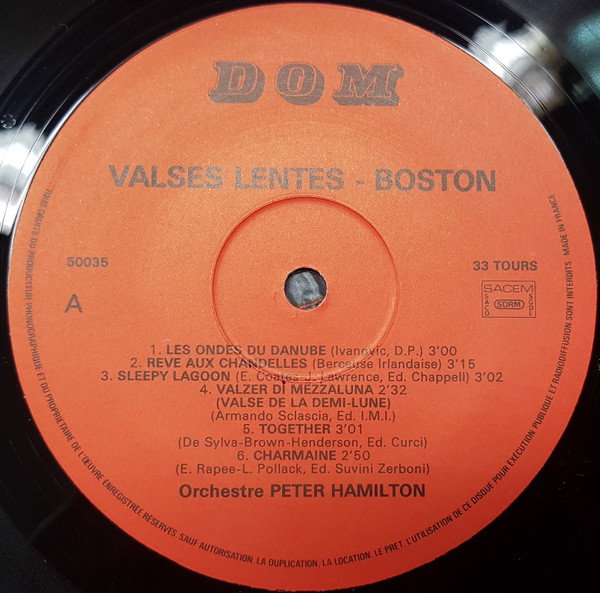 DOM
VALSES LENTES - BOSTON
50035
33 TOURS
A
SACEM
SACD
SDRM
SGDL
1. LES ONDES DU DANUBE (Ivanovic, D.P.) 3'00
2. REVE AUX CHANDELLES (Berceuse Irlandaise) 3'15
3. SLEEPY LAGOON (E. Coates-J. Lawrence, Ed. Chappell) 3'02
4. VALZER DI MEZZALUNA 2'32
(VALSE DE LA DEMI-LUNE)
(Armando Sclascia, Ed. I.M.I.)
5. TOGETHER 3'01
(De Sylva-Brown-Henderson, Ed. Curci)
6. CHARMAINE 2'50
(E. Rapee-L. Pollack, Ed. Suvini Zerboni)
Orchestre PETER HAMILTON
TOUS DROITS DU PRODUCTEUR PHONOGRAPHIQUE ET DU PROPRIETAIRE DE L'ŒUVRE ENREGISTREE RESERVES. SAUF AUTORISATION, LA DUPLICATION, LA LOCATION, LE PRET, L'UTILISATION DE CE DISQUE POUR EXECUTION PUBLIQUE ET RADIODIFFUSION SONT INTERDITS. MADE IN FRANCE